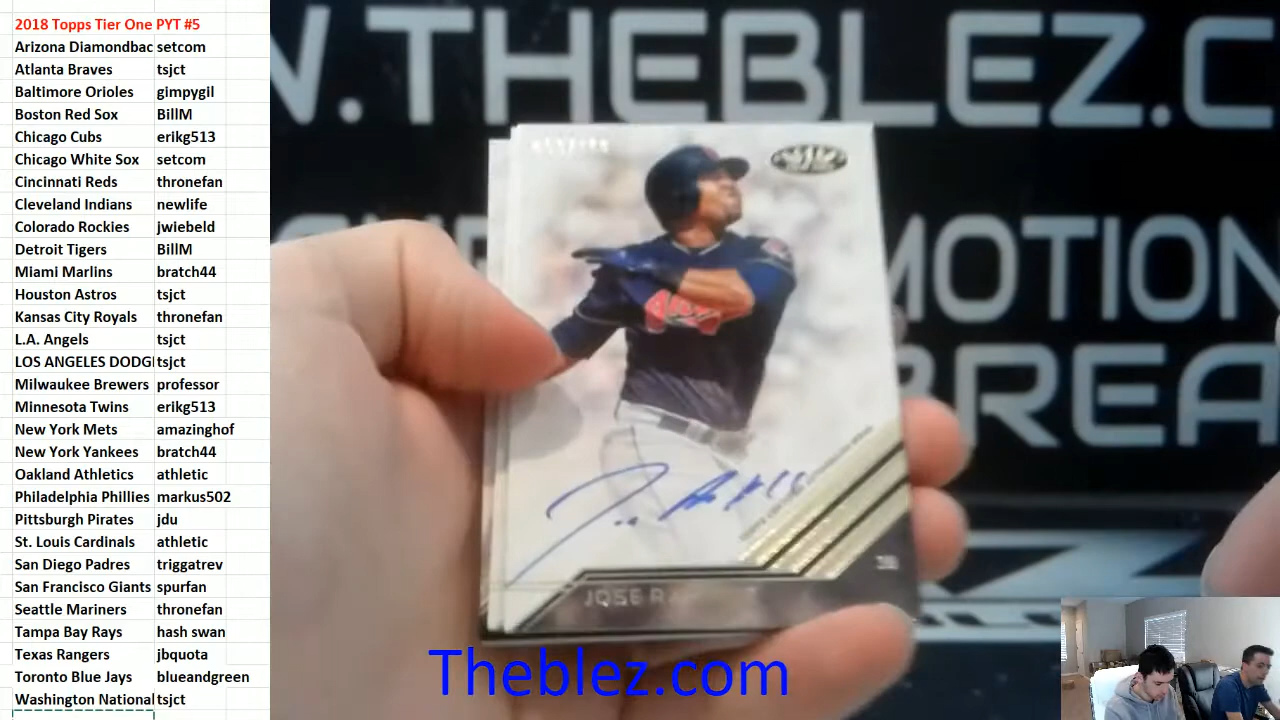 2018 Topps Tier One PYT #5
Arizona Diamondbac setcom
Atlanta Braves tsjct
Baltimore Orioles gimpygil
Boston Red Sox BillM
Chicago Cubs erikg513
Chicago White Sox setcom
Cincinnati Reds thronefan
Cleveland Indians newlife
Colorado Rockies jwiebeld
Detroit Tigers BillM
Miami Marlins bratch44
Houston Astros tsjct
Kansas City Royals thronefan
L.A. Angels tsjct
LOS ANGELES DODG tsjct
Milwaukee Brewers professor
Minnesota Twins erikg513
New York Mets amazinghof
New York Yankees bratch44
Oakland Athletics athletic
Philadelphia Phillies markus502
Pittsburgh Pirates jdu
St. Louis Cardinals athletic
San Diego Padres triggatrev
San Francisco Giants spurfan
Seattle Mariners thronefan
Tampa Bay Rays hash swan
Texas Rangers jbquota
Toronto Blue Jays blueandgreen
Washington National tsjct
W.THEBLEZ.C
MOTION
BREA
JOSE
3B
Theblez.com